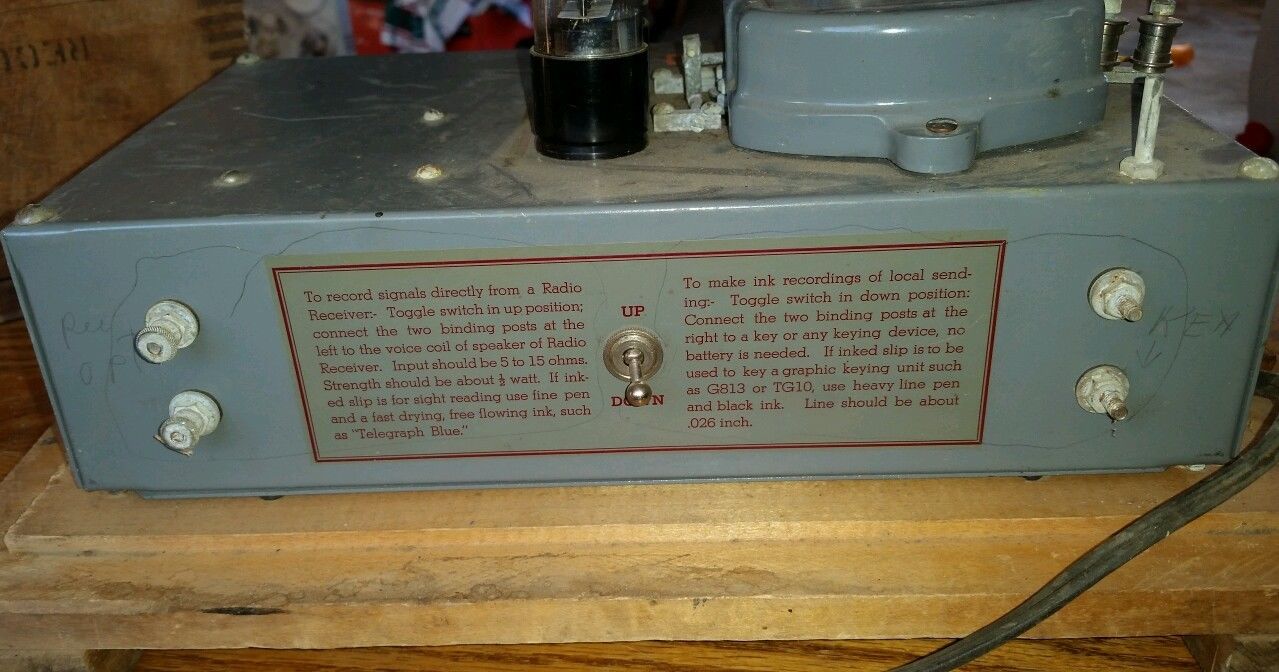 To record signals directly from a Radio
Receiver:- Toggle switch in up position;
connect the two binding posts at the
left to the voice coil of speaker of Radio
Receiver. Input should be 5 to 15 ohms.
Strength should be about ½ watt. If ink-
ed slip is for sight reading use fine pen
and a fast drying, free flowing ink, such
as "Telegraph Blue."
UP
DOWN
To make ink recordings of local send-
ing:- Toggle switch in down position:
Connect the two binding posts at the
right to a key or any keying device, no
battery is needed. If inked slip is to be
used to key a graphic keying unit such
as G813 or TG10, use heavy line pen
and black ink. Line should be about
.026 inch.
KEY